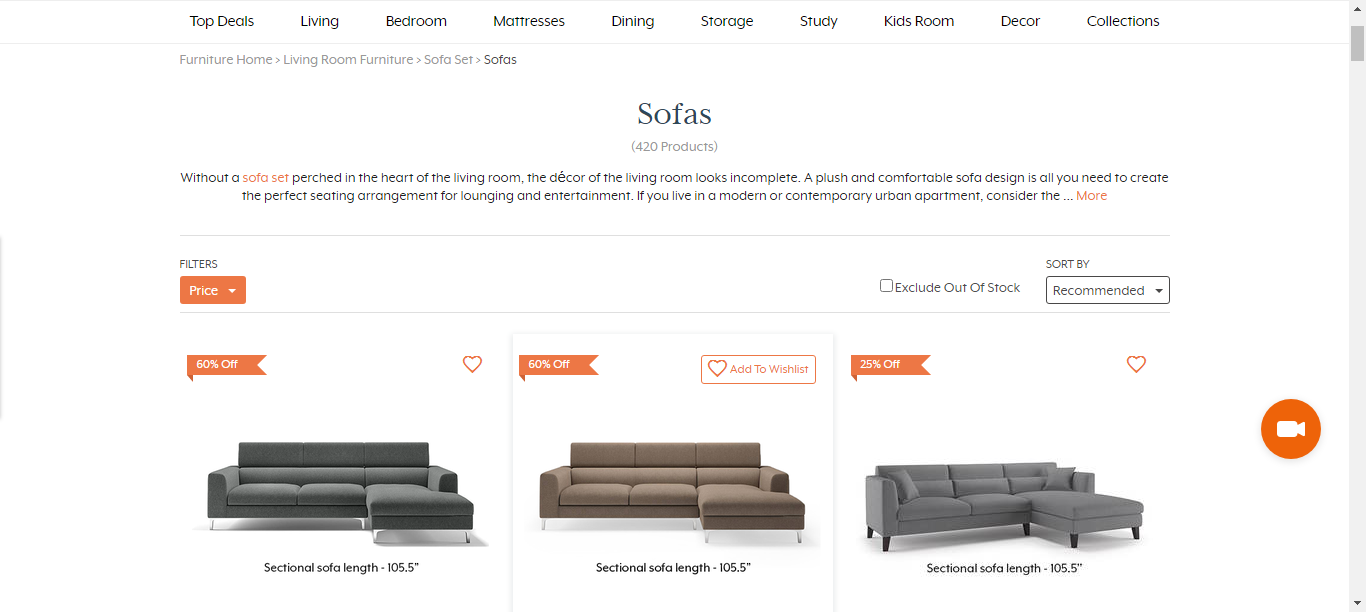 Top Deals Living Bedroom Mattresses Dining Storage Study Kids Room Decor Collections
Furniture Home > Living Room Furniture > Sofa Set > Sofas
Sofas
(420 Products)
Without a sofa set perched in the heart of the living room, the décor of the living room looks incomplete. A plush and comfortable sofa design is all you need to create
the perfect seating arrangement for lounging and entertainment. If you live in a modern or contemporary urban apartment, consider the ... More
FILTERS
Price
Exclude Out Of Stock
SORT BY
Recommended
60% Off
60% Off
Add To Wishlist
25% Off
Sectional sofa length - 105.5"
Sectional sofa length - 105.5"
Sectional sofa length - 105.5"